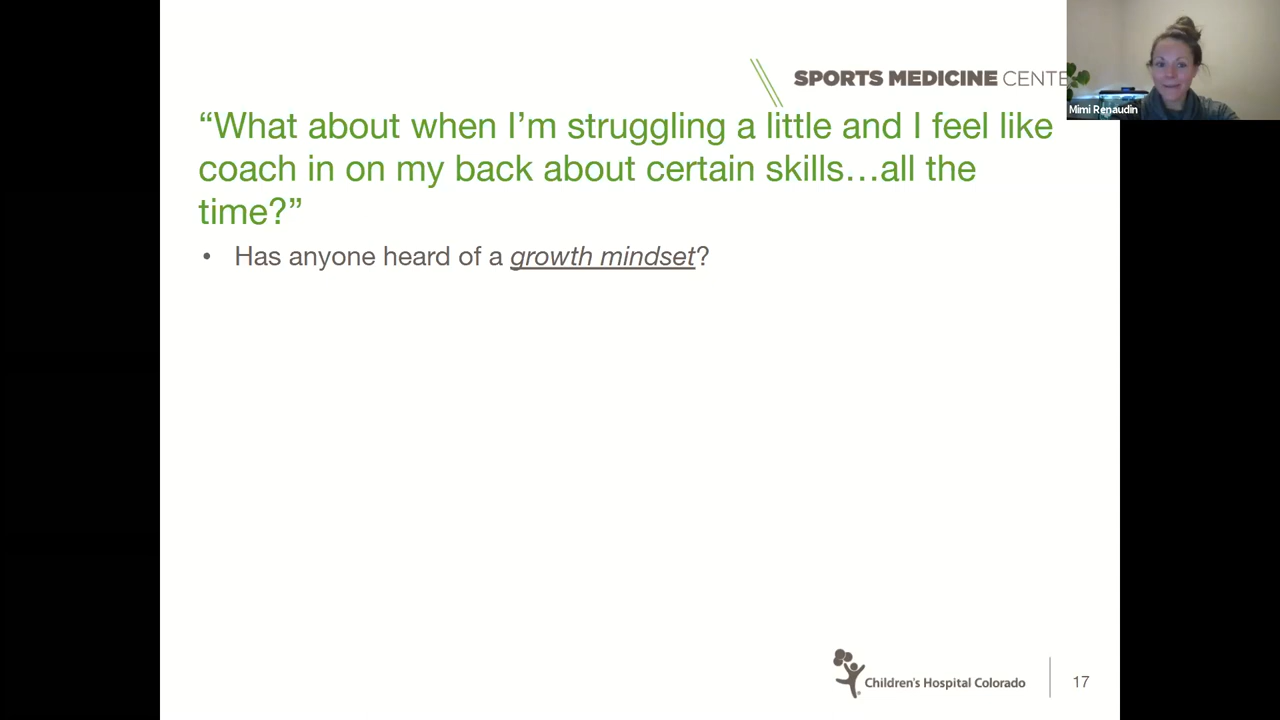 SPORTS MEDICINE CENTE
Mimi Renaudin
“What about when I’m struggling a little and I feel like
coach in on my back about certain skills…all the
time?”
• Has anyone heard of a growth mindset?
Children's Hospital Colorado
17